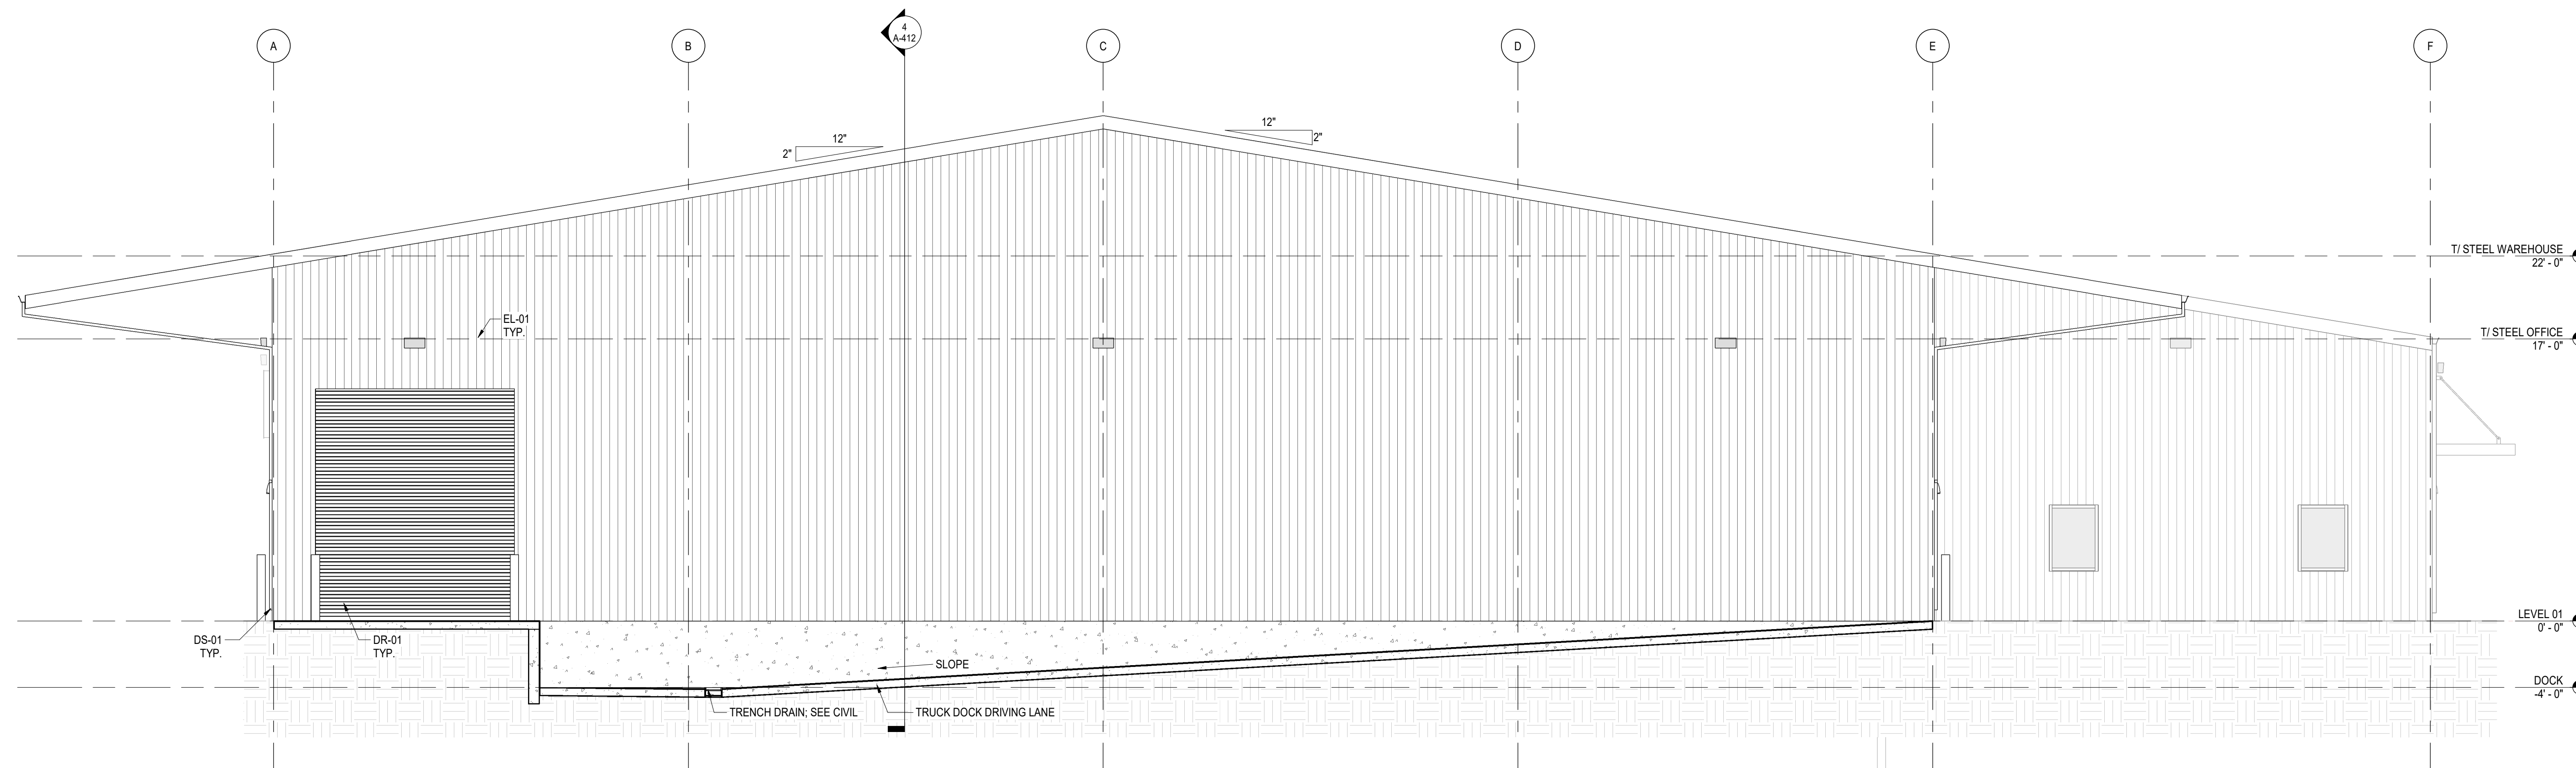 4
A-412
A
B
C
D
E
F
12"
2"
12"
2"
T/ STEEL WAREHOUSE
22' - 0"
EL-01
TYP.
T/ STEEL OFFICE
17' - 0"
LEVEL 01
0' - 0"
DS-01
TYP.
DR-01
TYP.
SLOPE
DOCK
-4' - 0"
TRENCH DRAIN; SEE CIVIL
TRUCK DOCK DRIVING LANE